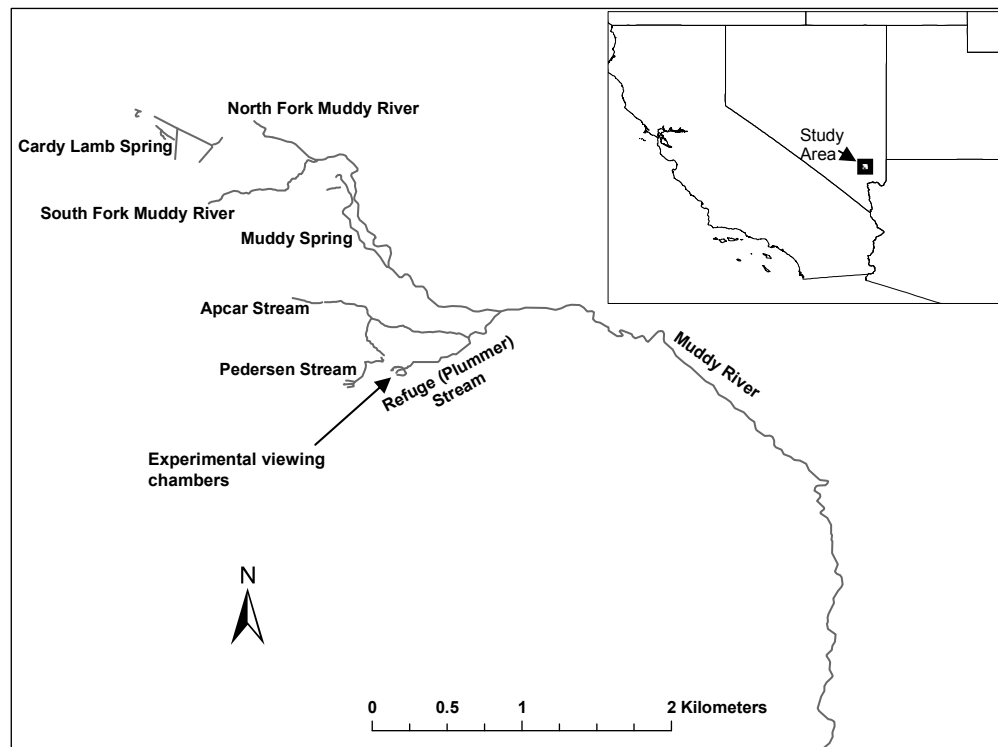 North Fork Muddy River
Cardy Lamb Spring
South Fork Muddy River
Muddy Spring
Apcar Stream
Pedersen Stream
Refuge (Plummer)
Stream
Muddy River
Experimental viewing
chambers
Study
Area
N
0 0.5 1 2 Kilometers